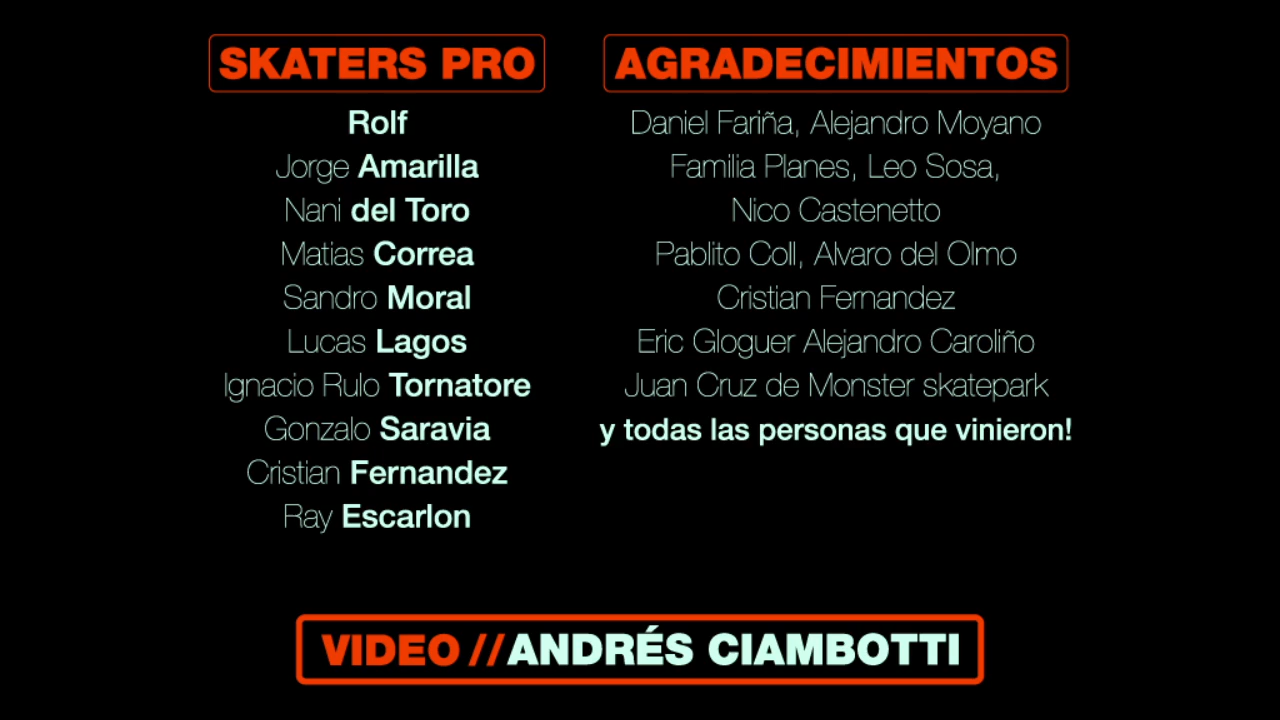 SKATERS PRO
Rolf
Jorge Amarilla
Nani del Toro
Matias Correa
Sandro Moral
Lucas Lagos
Ignacio Rulo Tornatore
Gonzalo Saravia
Cristian Fernandez
Ray Escarlon
AGRADECIMIENTOS
Daniel Fariña, Alejandro Moyano
Familia Planes, Leo Sosa,
Nico Castenetto
Pablito Coll, Alvaro del Olmo
Cristian Fernandez
Eric Gloguer Alejandro Caroliño
Juan Cruz de Monster skatepark
y todas las personas que vinieron!
VIDEO //ANDRÉS CIAMBOTTI